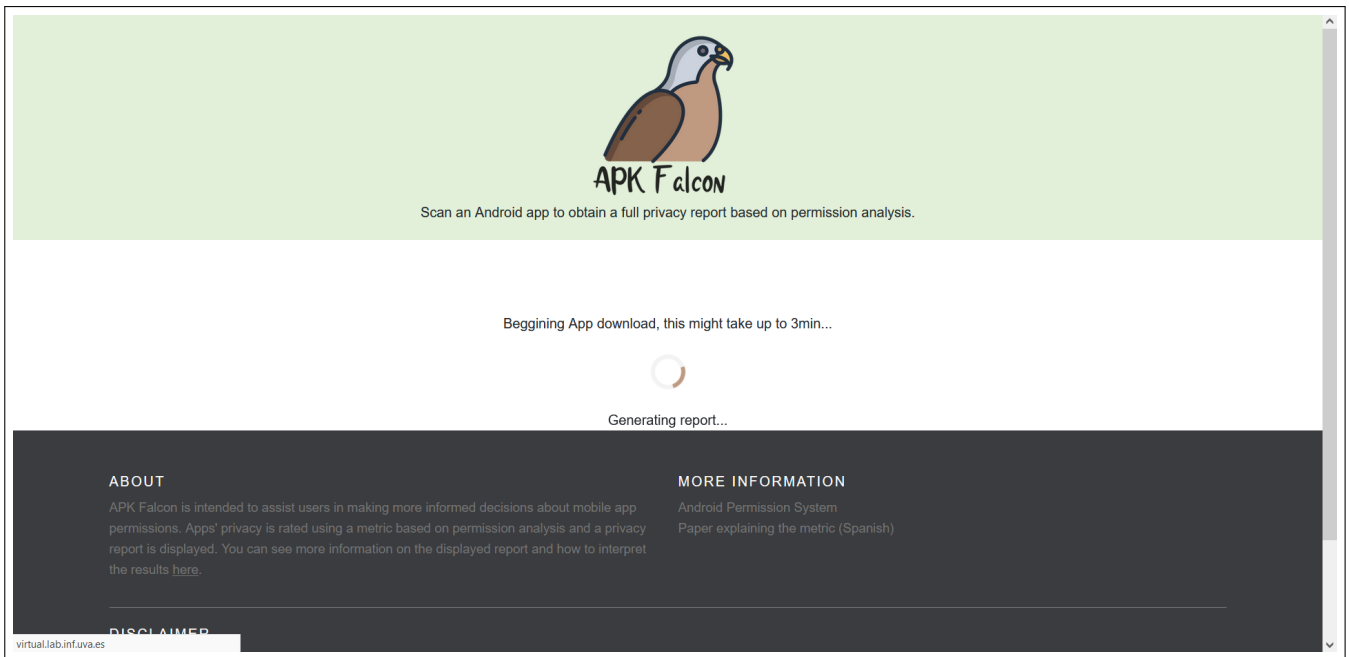 APK Falcon
Scan an Android app to obtain a full privacy report based on permission analysis.
Beggining App download, this might take up to 3min...
Generating report...
ABOUT
APK Falcon is intended to assist users in making more informed decisions about mobile app
permissions. Apps' privacy is rated using a metric based on permission analysis and a privacy
report is displayed. You can see more information on the displayed report and how to interpret
the results here.
MORE INFORMATION
Android Permission System
Paper explaining the metric (Spanish)
DISCLAIMER
virtual.lab.inf.uva.es